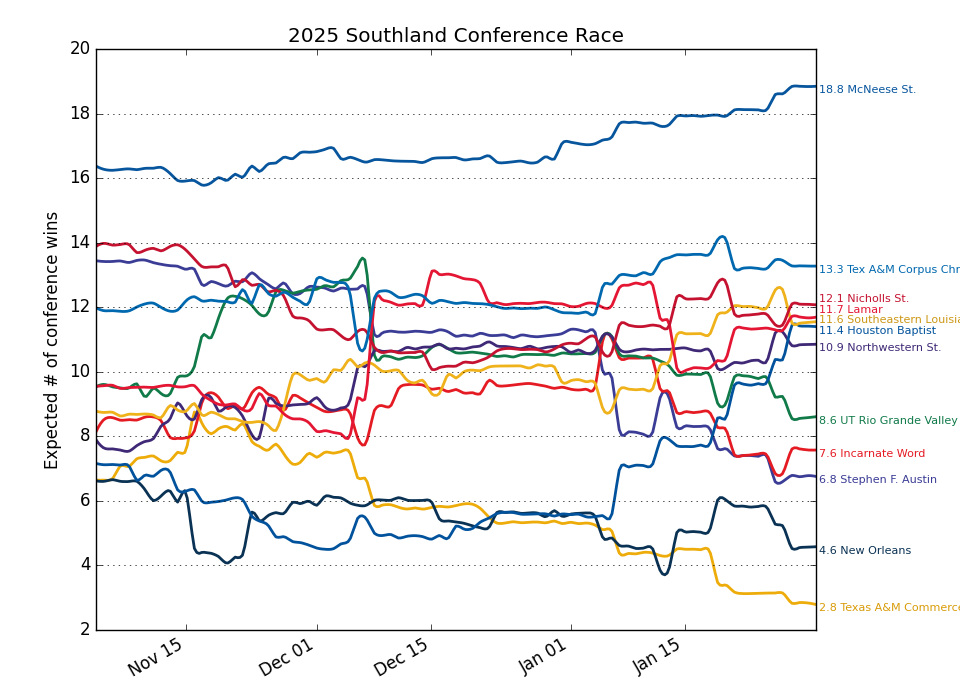 2025 Southland Conference Race
Expected # of conference wins
20
18
16
14
12
10
8
6
4
2
Nov 15
Dec 01
Dec 15
Jan 01
Jan 15
18.8 McNeese St.
13.3 Tex A&M Corpus Chr
12.1 Nicholls St.
11.7 Lamar
11.6 Southeastern Louisia
11.4 Houston Baptist
10.9 Northwestern St.
8.6 UT Rio Grande Valley
7.6 Incarnate Word
6.8 Stephen F. Austin
4.6 New Orleans
2.8 Texas A&M Commerce